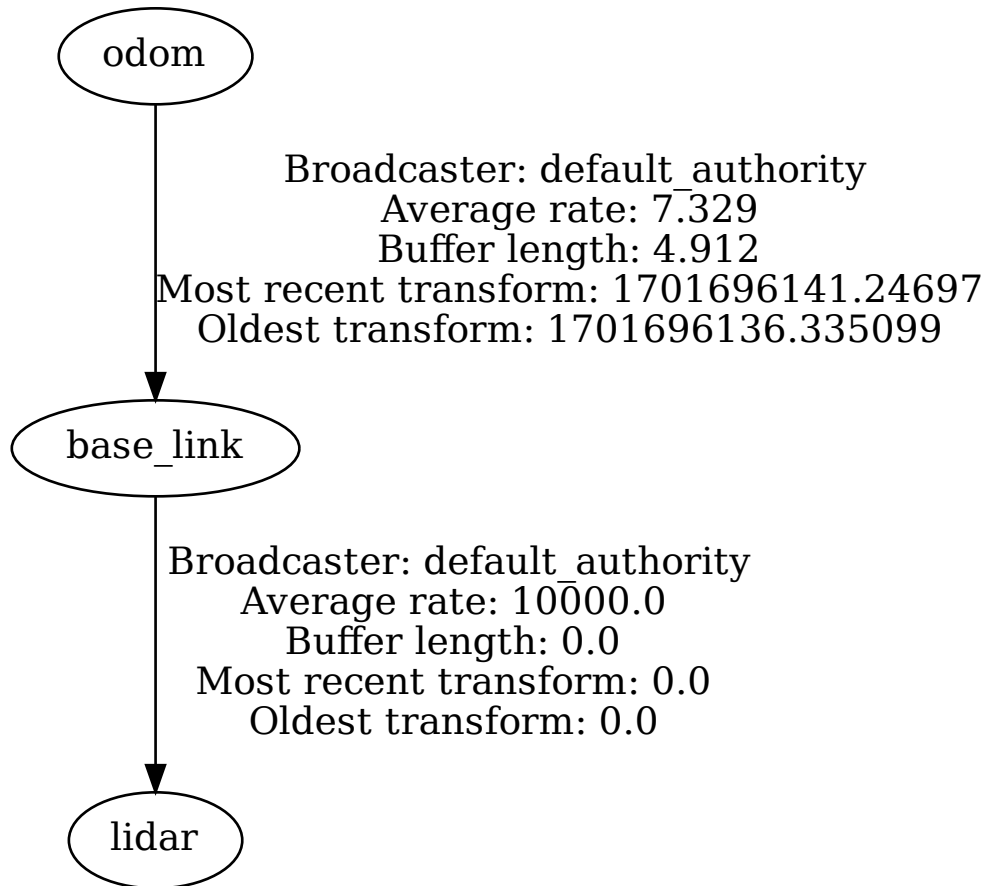 odom
Broadcaster: default_authority
Average rate: 7.329
Buffer length: 4.912
Most recent transform: 1701696141.24697
Oldest transform: 1701696136.335099
base_link
Broadcaster: default_authority
Average rate: 10000.0
Buffer length: 0.0
Most recent transform: 0.0
Oldest transform: 0.0
lidar